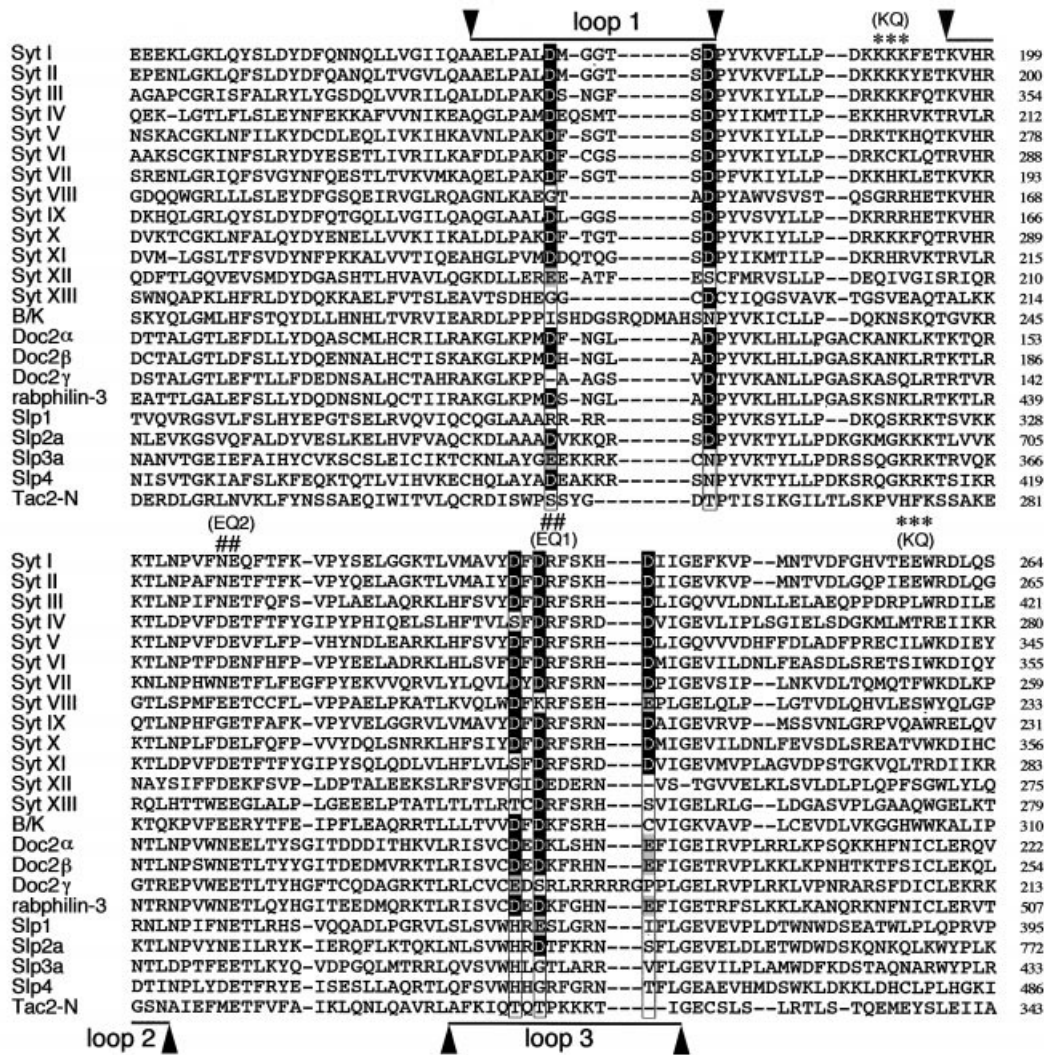 loop 1
(KQ)
***
Syt I EEEKLGKLQYSLDYDFQNNQLLVGIIQAAELPALDM-GGT------SDPYVKVFLLPD--KKKKFETKVHR 199
Syt II EPENLGKLQFSLDYDFQANQLTVGVLQAAELPALDMGGT------SDPYVKVFLLPD--KKKKYETKVHR 200
Syt III AGAPCGRISFALRYLYGSDQLVVRILQALDLPAKDS-NGF------SDPYVKIYLLP--DRKKKFQTKVHR 354
Syt IV QEK-LGTLFLSLEYNFEKKAFVVNIKEAQGLPAMDEQSMT------SDPYIKMTILP--EKKHRVKTRVLR 212
Syt V NSKACGKLNFILKYDCDLEQLIVKIHKAVNLPAKDF-SGT------SDPYVKIYLLP--DRKTKHQTKVHR 278
Syt VI AAKSCGKINFSLRYDYESETLIVRILKAFDLPAKDF-CGS------SDPYVKIYLLP--DRKCKLQTRVHR 288
Syt VII SRENLGRIQFSVGYNFQESTLTVKVMKAQELPAKDF-SGT------SDPFVKIYLLP--DKKHKLETKVKR 193
Syt VIII GDQQWGRLLLSLEYDFGSQEIRVGLRQAGNLKAEGT----------ADPYAWVSVST--QSGRRHETKVHR 168
Syt IX DKHQLGRLQYSLDYDFQTGQLLVGILQAQGLAALDL-GGS------SDPYVSVYLLP--DKRRRHETKVHR 166
Syt X DVKTCGKLNFALQYDYENELLVVKIIKALDLPAKDF-TGT------SDPYVKIYLLP--DRKKKFQTRVHR 289
Syt XI DVM-LGSLTFSVDYNFPKKALVVTIQEAHGLPVMDDQTQG------SDPYIKMTILP--DKRHRVKTRVLR 215
Syt XII QDFTLGQVEVSMDYDGASHTLHVAVLQGKDLLEREE-ATF------ESCFMRVSLLP--DEQIVGISRIQR 210
Syt XIII SWNQAPKLHFRLDYDQKKAELFVTSLEAVTSDHEGG----------CDCYIQGSVAVK-TGSVEAQTALKK 214
B/K SKYQLGMLHFSTQYDLLHNHLTVRVIEARDLPPPISHDGSRQDMAHSNPYVKICLLP--DQKNSKQTGVKR 245
Doc2α DTTALGTLEFDLLYDQASCMLHCRILRAKGLKPMDF-NGL------ADPYVKLHLLPGACKANKLKTKTQR 153
Doc2β DCTALGTLDFSLLYDQENNALHCTISKAKGLKPMDH-NGL------ADPYVKLHLLPGASKANKLRTKTLR 186
Doc2γ DSTALGTLEFTLLFDEDNSALHCTAHRAKGLKPP-A-AGS------VDTYVKANLLPGASKASQLRTRTVR 142
rabphilin-3 EATTLGALEFSLLYDQDNSNLQCTIIRAKGLKPMDS-NGL------ADPYVKLHLLPGASKSNKLRTKTLR 439
Slp1 TVQVRGSVLFSLHYEPGTSELRVQVIQCQGLAAARR-RR-------SDPYVKSYLLP--DKQSKRKTSVKK 328
Slp2a NLEVKGSVQFALDYVESLKELHVFVAQCKDLAAADVKKQR------SDPYVKTYLLPDKGKMGKKKTLVVK 705
Slp3a NANVTGEIEFAIHYCVKSCSLEICIKTCKNLAYGEEKKRK------CNPYVKTYLLPDRSSQGKRKTRVQK 366
Slp4 NISVTGKIAFSLKFEQKTQTLVIHVKECHQLAYADEAKKR------SNPYVKTYLLPDKSRQGKRKTSIKR 419
Tac2-N DERDLGRLNVKLFYNSSAEQIWITVLQCRDISWPSSYG--------DTPTISIKGILTLSKPVHFKSSAKE 281
(EQ2) ## ## (EQ1) *** (KQ)
Syt I KTLNPVFNEQFTFK-VPYSELGGKTLVMAVYDFDRFSKH---DIIGEFKVP--MNTVDFGHVTEEWRDLQS 264
Syt II KTLNPAFNETFTFK-VPYQELGGKTLVMAIYDFDRFSKH---DIIGEVKVP--MNTVDLGQPIEEWRDLQG 265
Syt III KTLNPIFNETFQFS-VPLAELAQRKLHFSVYDFDRFSRH---DLIGQVVLDNLLELAEQPPDRPLWRDILE 421
Syt IV KTLDPVFDETFTFYGIPYPHIQELSLHFTVLSFDRFSRD---DVIGEVLIPLSGIELSDGKMLMTREIIKR 280
Syt V KTLNPVFDEVFLFP-VHYNDLEARKLHFSVYDFDRFSRH---DLIGQVVVDHFFDLADFPRECILWKDIEY 345
Syt VI KTLNPTFDENFHFP-VPYEELADRKLHLSVFDFDRFSRH---DMIGEVILDNLFEASDLSRETSIWKDIQY 355
Syt VII KNLNPHWNETFLFEGFPYEKVVQRVLYLQVLDYDRFSRN---DPIGEVSIP--LNKVDLTQMQTFWKDLKP 259
Syt VIII GTLSPMFEETCCFL-VPPAELPKATLKVQLWDFKRFSEH---EPLGELQLP--LGTVDLQHVLESWYQLGP 233
Syt IX QTLNPHFGETFAFK-VPYVELGGRVLVMAVYDFDRFSRN---DAIGEVRVP--MSSVNLGRPVQAWRELQV 231
Syt X KTLNPLFDELFQFP-VVYDQLSNRKLHFSIYDFDRFSRH---DMIGEVILDNLFEVSDLSREATVWKDIHC 356
Syt XI KTLDPVFDETFTFYGIPYSQLQDLVLHFLVLSFDRFSRD---DVIGEVMVPLAGVDPSTGKVQLTRDIIKR 283
Syt XII NAYSIFFDEKFSVP-LDPTALEEKSLRFSVFGIDEDERN---VS-TGVVELKLSVLDLPLQPFSGWLYLQ 275
Syt XIII RQLHTTWEEGLALP-LGEEELPTATLTLTLRTCDRFSRH---SVIGELRLG--LDGASVPLGAAQWGELKT 279
B/K KTQKPVFEERYTFE-IPFLEAQRRTLLLTVVDFDKFSRH---CVIGKVAVP--LCEVDLVKGGHWWKALIP 310
Doc2α NTLNPVWNEELTYSGITDDDITHKVLRISVCDEDKLSHN---EFIGEIRVPLRRLKPSQKKHFNICLERQV 222
Doc2β NTLNPSWNETLTYYGITDEDMVRKTLRISVCDEDKFRHN---EFIGETRVPLKKLKPNHTKTFSICLEKQL 254
Doc2γ GTREPVWEETLTYHGFTCQDAGRKTLRLCVCEDSRLRRRRRGPPLGELRVPLRKLVPNRARSFDICLEKRK 213
rabphilin-3 NTRNPVWNETLQYHGITEEDMQRKTLRISVCDEDKFGHN---EFIGETRFSLKKLKANQRKNFNICLERVT 507
Slp1 RNLNPIFNETLRHS-VQQADLPGRVLSLSVWHRESLGRN---IFLGEVEVPLDTWNWDSEATWLPLQPRVP 395
Slp2a KTLNPVYNEILRYK-IERQFLKTQKLNLSVWHRDTFKRN---SFLGEVELDLETWDWDSKQNKQLKWYPLK 772
Slp3a NTLDPTFEETLKYQ-VDPGQLMTRRLQVSVWHLGTLARR---VFLGEVILPLAMWDFKDSTAQNARWYPLR 433
Slp4 DTINPLYDETFRYE-ISESLLAQRTLQFSVWHHGRFGRN---TFLGEAEVHMDSWKLDKKLDHCLPLHGKI 486
Tac2-N GSNAIEFMETFVFA-IKLQNLQAVRLAFKIQTQTPKKKT---IGECSLS--LRTLS-TQEMEYSLEIIA 343
loop 2
loop 3